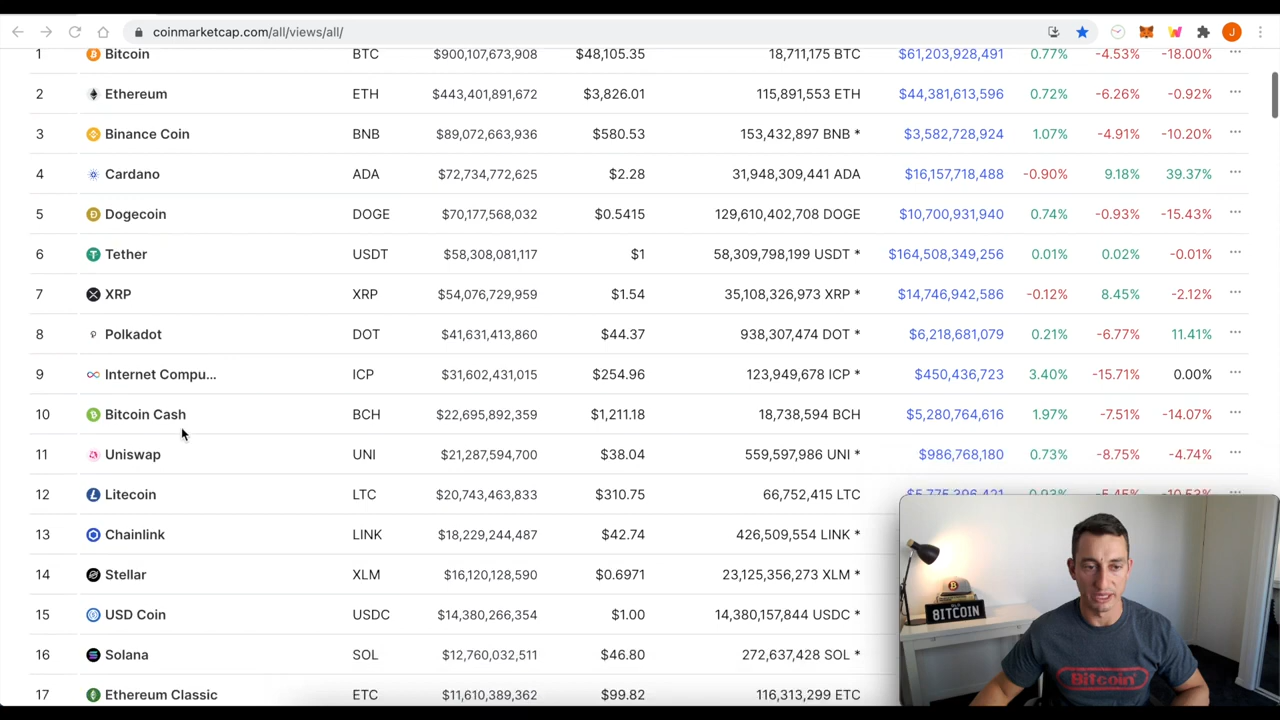 coinmarketcap.com/all/views/all/
J
1 Bitcoin BTC $900,107,673,908 $48,105.35 18,711,175 BTC $61,203,928,491 0.77% -4.53% -18.00% ...
2 Ethereum ETH $443,401,891,672 $3,826.01 115,891,553 ETH $44,381,613,596 0.72% -6.26% -0.92% ...
3 Binance Coin BNB $89,072,663,936 $580.53 153,432,897 BNB * $3,582,728,924 1.07% -4.91% -10.20% ...
4 Cardano ADA $72,734,772,625 $2.28 31,948,309,441 ADA $16,157,718,488 -0.90% 9.18% 39.37% ...
5 Dogecoin DOGE $70,177,568,032 $0.5415 129,610,402,708 DOGE $10,700,931,940 0.74% -0.93% -15.43% ...
6 Tether USDT $58,308,081,117 $1 58,309,798,199 USDT * $164,508,349,256 0.01% 0.02% -0.01% ...
7 XRP XRP $54,076,729,959 $1.54 35,108,326,973 XRP * $14,746,942,586 -0.12% 8.45% -2.12% ...
8 Polkadot DOT $41,631,413,860 $44.37 938,307,474 DOT * $6,218,681,079 0.21% -6.77% 11.41% ...
9 Internet Compu... ICP $31,602,431,015 $254.96 123,949,678 ICP * $450,436,723 3.40% -15.71% 0.00% ...
10 Bitcoin Cash BCH $22,695,892,359 $1,211.18 18,738,594 BCH $5,280,764,616 1.97% -7.51% -14.07% ...
11 Uniswap UNI $21,287,594,700 $38.04 559,597,986 UNI * $986,768,180 0.73% -8.75% -4.74% ...
12 Litecoin LTC $20,743,463,833 $310.75 66,752,415 LTC
13 Chainlink LINK $18,229,244,487 $42.74 426,509,554 LINK *
14 Stellar XLM $16,120,128,590 $0.6971 23,125,356,273 XLM *
15 USD Coin USDC $14,380,266,354 $1.00 14,380,157,844 USDC *
16 Solana SOL $12,760,032,511 $46.80 272,637,428 SOL *
17 Ethereum Classic ETC $11,610,389,362 $99.82 116,313,299 ETC
BITCOIN
Bitcoin